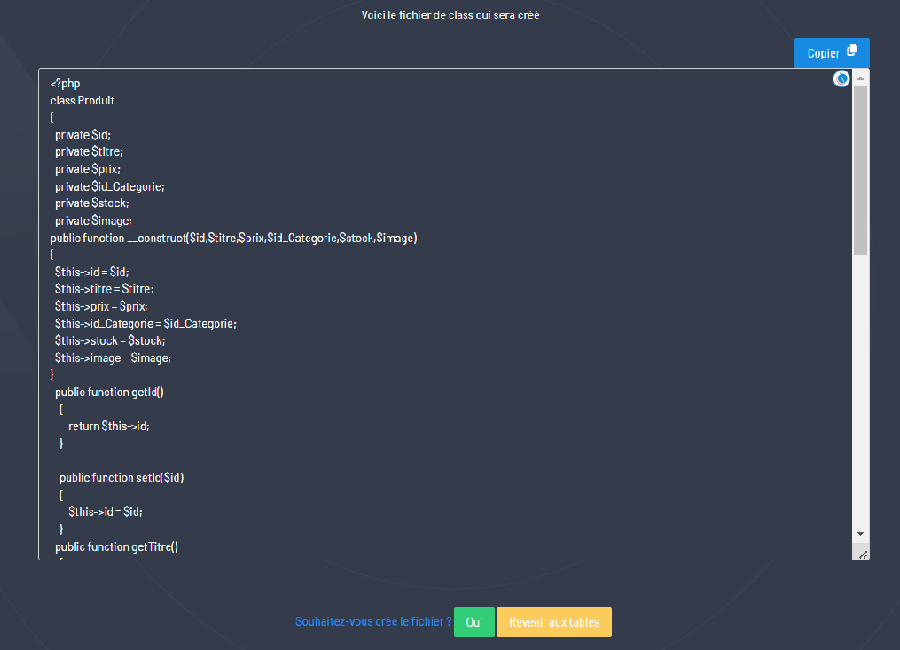 Voici le fichier de class qui sera créé
Copier
<?php
class Produit
{
private $id;
private $titre;
private $prix;
private $id_Categorie;
private $stock;
private $image;
public function __construct($id,$titre,$prix,$id_Categorie,$stock,$image)
{
$this->id = $id;
$this->titre = $titre;
$this->prix = $prix;
$this->id_Categorie = $id_Categorie;
$this->stock = $stock;
$this->image = $image;
}
public function getId()
{
return $this->id;
}
public function setId($id)
{
$this->id = $id;
}
public function getTitre()
{
Souhaitez-vous crée le fichier ?
Oui
Revenir aux tables